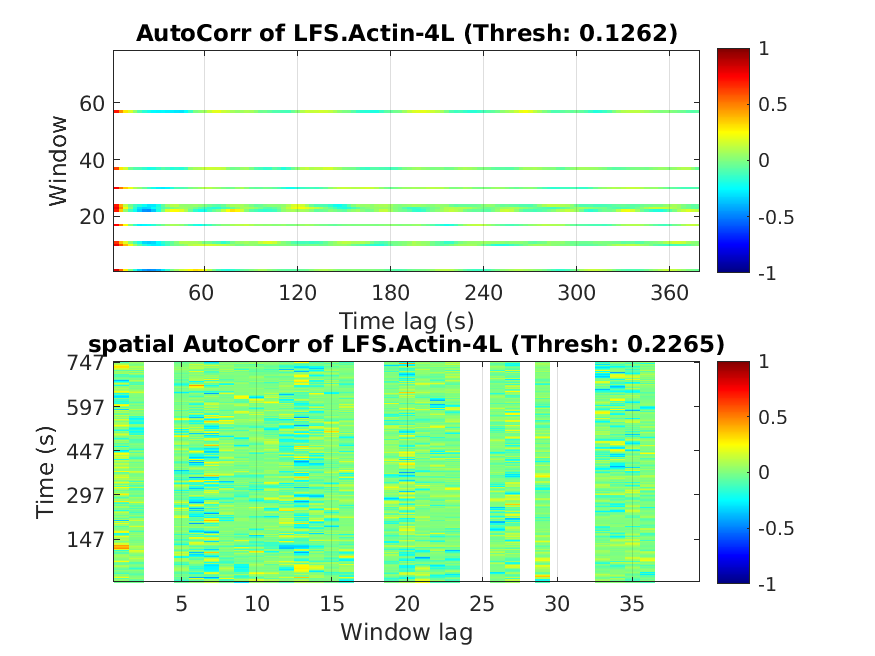 AutoCorr of LFS.Actin-4L (Thresh: 0.1262)
Window
60
40
20
60 120 180 240 300 360
Time lag (s)
1
0.5
0
-0.5
-1
spatial AutoCorr of LFS.Actin-4L (Thresh: 0.2265)
Time (s)
747
597
447
297
147
5 10 15 20 25 30 35
Window lag
1
0.5
0
-0.5
-1